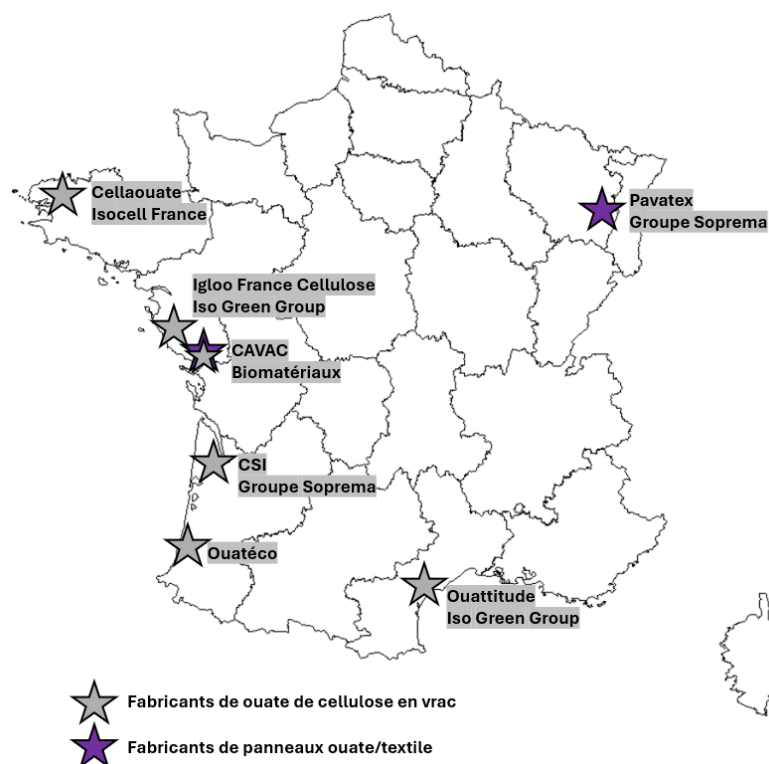 Cellaouate
Isocell France
Pavatex
Groupe Soprema
Igloo France Cellulose
Iso Green Group
CAVAC
Biomatériaux
CSI
Groupe Soprema
Ouatéco
Ouattitude
Iso Green Group
Fabricants de ouate de cellulose en vrac
Fabricants de panneaux ouate/textile